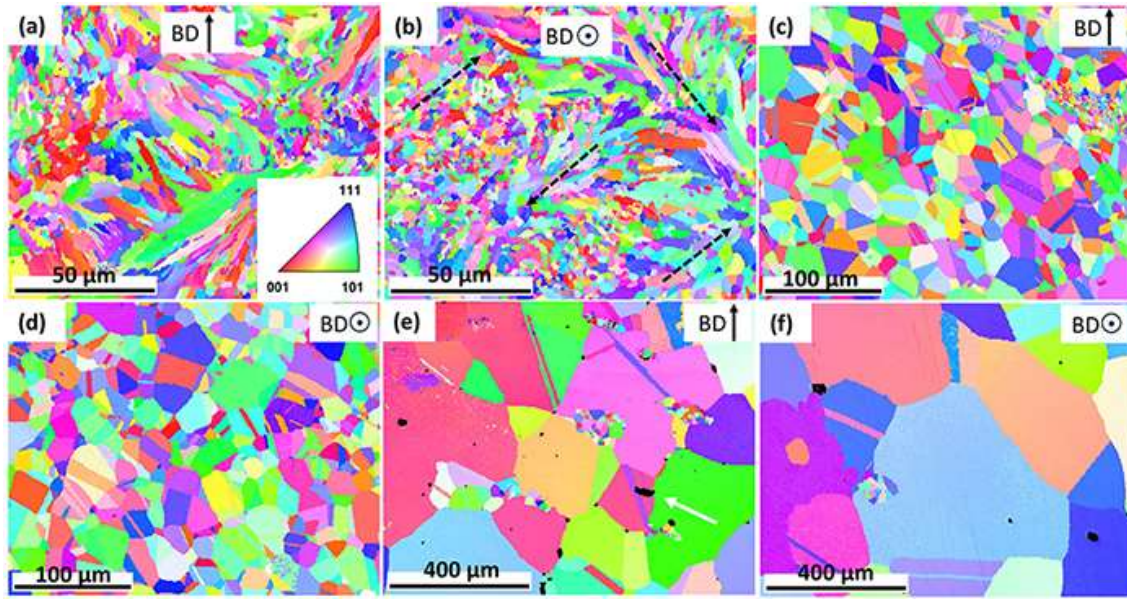 (a)
BD ↑
(b)
BD ⊙
(c)
BD ↑
111
001
101
50 µm
50 µm
100 µm
(d)
BD ⊙
(e)
BD ↑
(f)
BD ⊙
100 µm
400 µm
400 µm